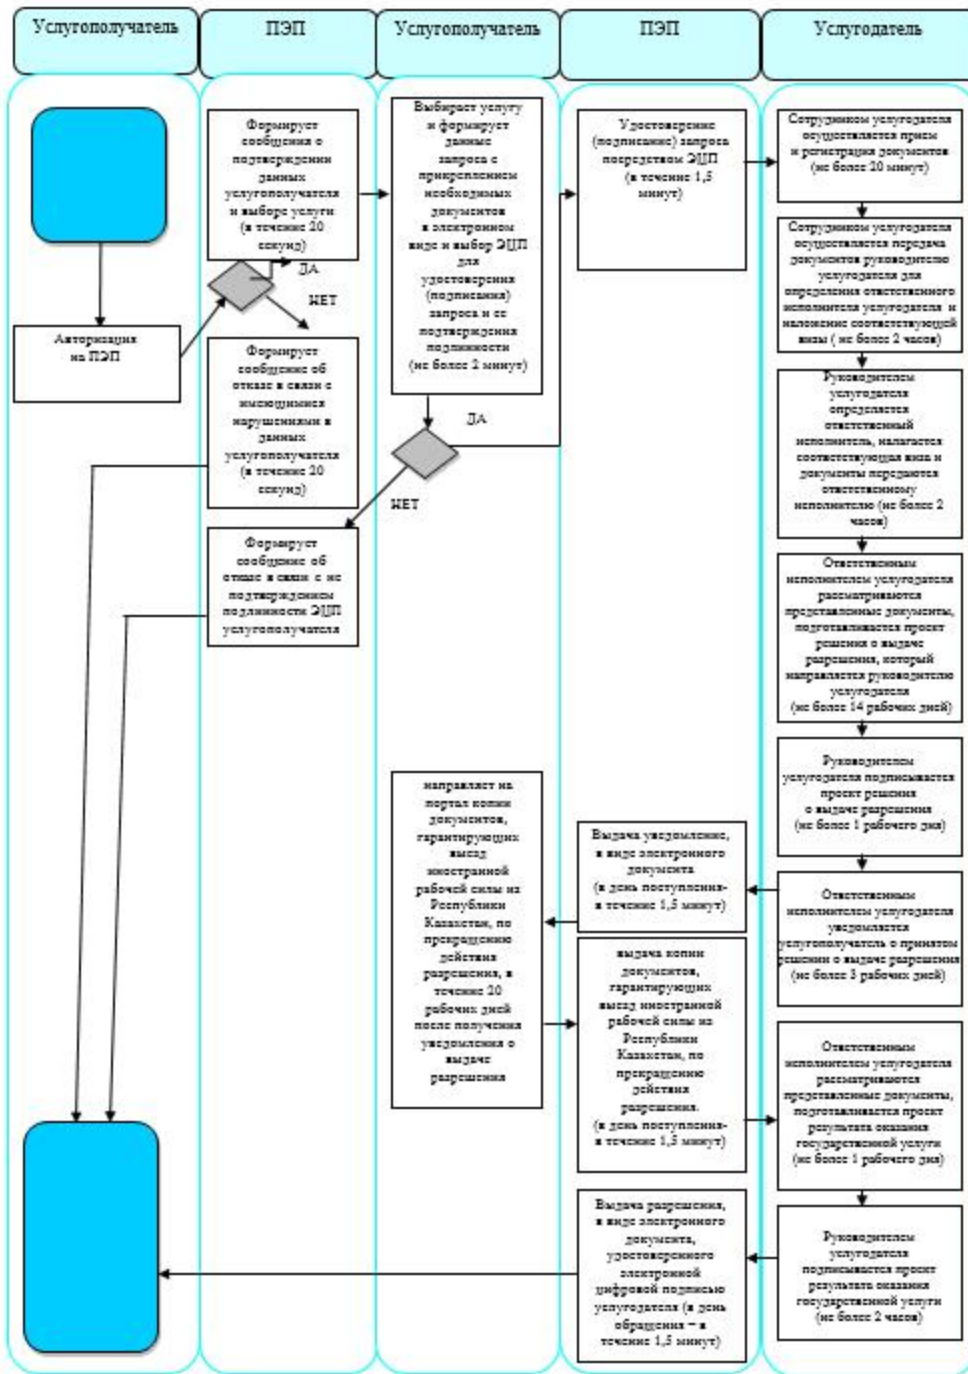 Услугополучатель
ПЭП
Услугополучатель
ПЭП
Услугодатель
Авторизация
на ПЭП
Формирует
сообщения о
подтверждении
данных
услугополучателя
и выборе услуги
(в течение 20
секунд)
ДА
НЕТ
Формирует
сообщение об
отказе в связи с
имеющимися
нарушениями в
данных
услугополучателя
(в течение 20
секунд)
Формирует
сообщение об
отказе в связи с не
подтверждением
подлинности ЭЦП
услугополучателя
Выбирает услугу
и формирует
данные
запроса с
прикреплением
необходимых
документов
в электронном
виде и выбор ЭЦП
для
удостоверения
(подписания)
запроса и ее
подтверждения
подлинности
(не более 2 минут)
ДА
НЕТ
направляет на
портал копии
документов,
гарантирующих
выезд
иностранной
рабочей силы из
Республики
Казахстан, по
прекращению
действия
разрешения, в
течение 20
рабочих дней
после получения
уведомления о
выдаче
разрешения
Удостоверение
(подписание) запроса
посредством ЭЦП
(в течение 1,5
минут)
Выдача уведомление,
в виде электронного
документа
(в день поступления-
в течение 1,5 минут)
выдача копии
документов,
гарантирующих
выезд иностранной
рабочей силы из
Республики
Казахстан, по
прекращению
действия
разрешения.
(в день поступления-
в течение 1,5 минут)
Выдача разрешения,
в виде электронного
документа,
удостоверенного
электронной
цифровой подписью
услугодателя (в день
обращения – в
течение 1,5 минут)
Сотрудником услугодателя
осуществляется прием
и регистрация документов
(не более 20 минут)
Сотрудником услугодателя
осуществляется передача
документов руководителю
услугодателя для
определения ответственного
исполнителя услугодателя и
наложение соответствующей
визы ( не более 2 часов)
Руководителем
услугодателя
определяется
ответственный
исполнитель, налагается
соответствующая виза и
документы передаются
ответственному
исполнителю (не более 2
часов)
Ответственным
исполнителем услугодателя
рассматриваются
представленные документы,
подготавливается проект
решения о выдаче
разрешения, который
направляется руководителю
услугодателя
(не более 14 рабочих дней)
Руководителем
услугодателя подписывается
проект решения
о выдаче разрешения
(не более 1 рабочего дня)
Ответственным
исполнителем услугодателя
уведомляется
услугополучатель о принятом
решении о выдаче разрешения
(не более 3 рабочих дней)
Ответственным
исполнителем услугодателя
рассматриваются
представленные документы,
подготавливается проект
результата оказания
государственной услуги
(не более 1 рабочего дня)
Руководителем
услугодателя
подписывается проект
результата оказания
государственной услуги
(не более 2 часов)